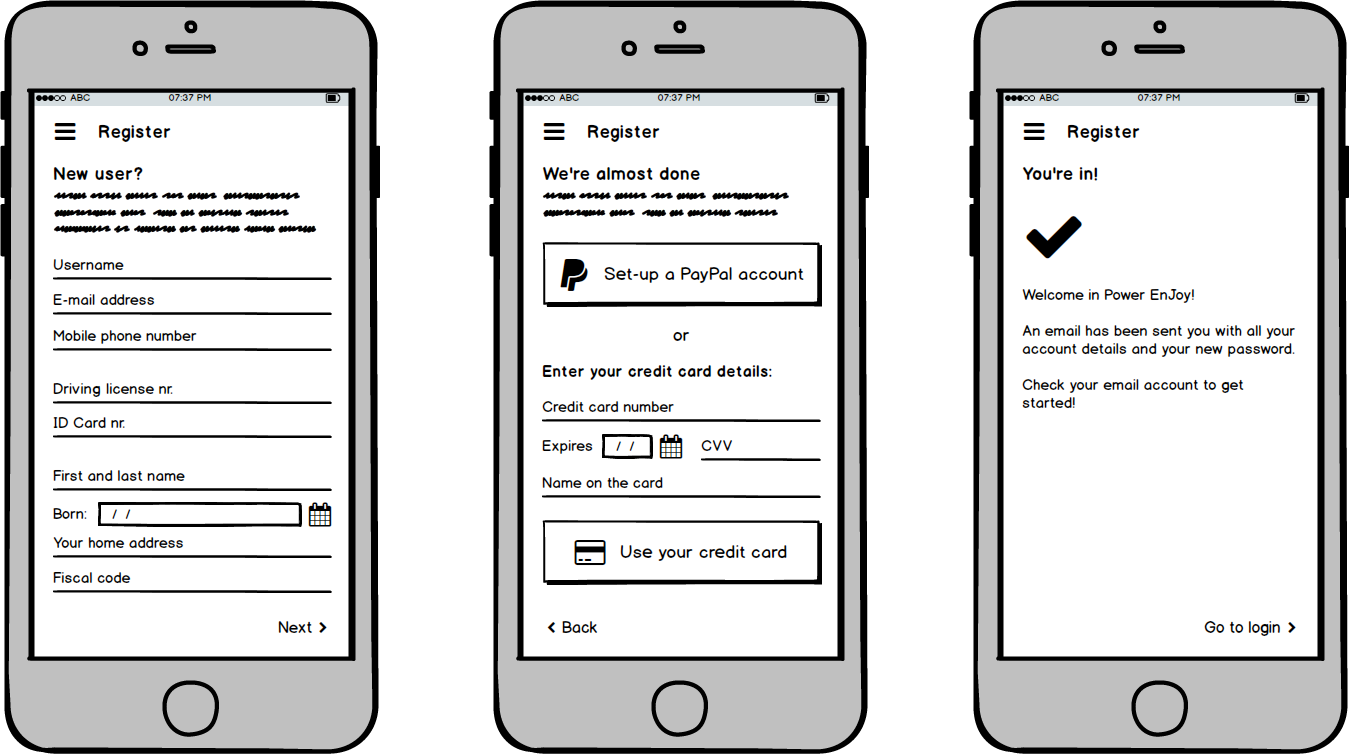 ABC 07:37 PM
Register
New user?
Username
E-mail address
Mobile phone number
Driving license nr.
ID Card nr.
First and last name
Born: / /
Your home address
Fiscal code
Next
ABC 07:37 PM
Register
We're almost done
Set-up a PayPal account
or
Enter your credit card details:
Credit card number
Expires / / CVV
Name on the card
Use your credit card
Back
ABC 07:37 PM
Register
You're in!
Welcome in Power EnJoy!
An email has been sent you with all your
account details and your new password.
Check your email account to get
started!
Go to login